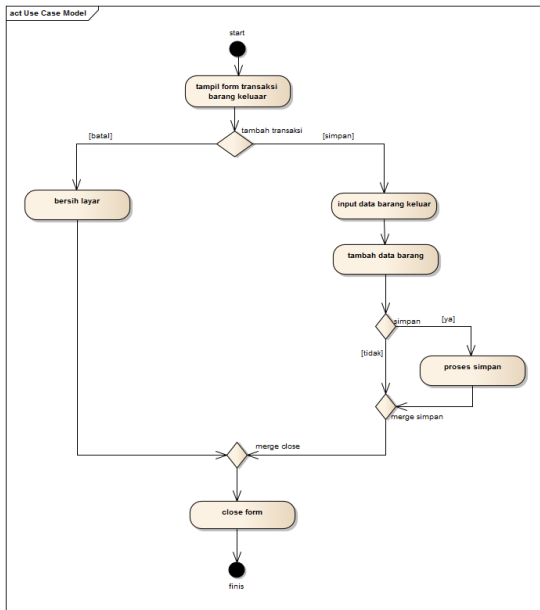 act Use Case Model
start
tampil form transaksi
barang keluaar
tambah transaksi
[batal]
[simpan]
bersih layar
input data barang keluar
tambah data barang
simpan
[ya]
[tidak]
proses simpan
merge simpan
merge close
close form
finis